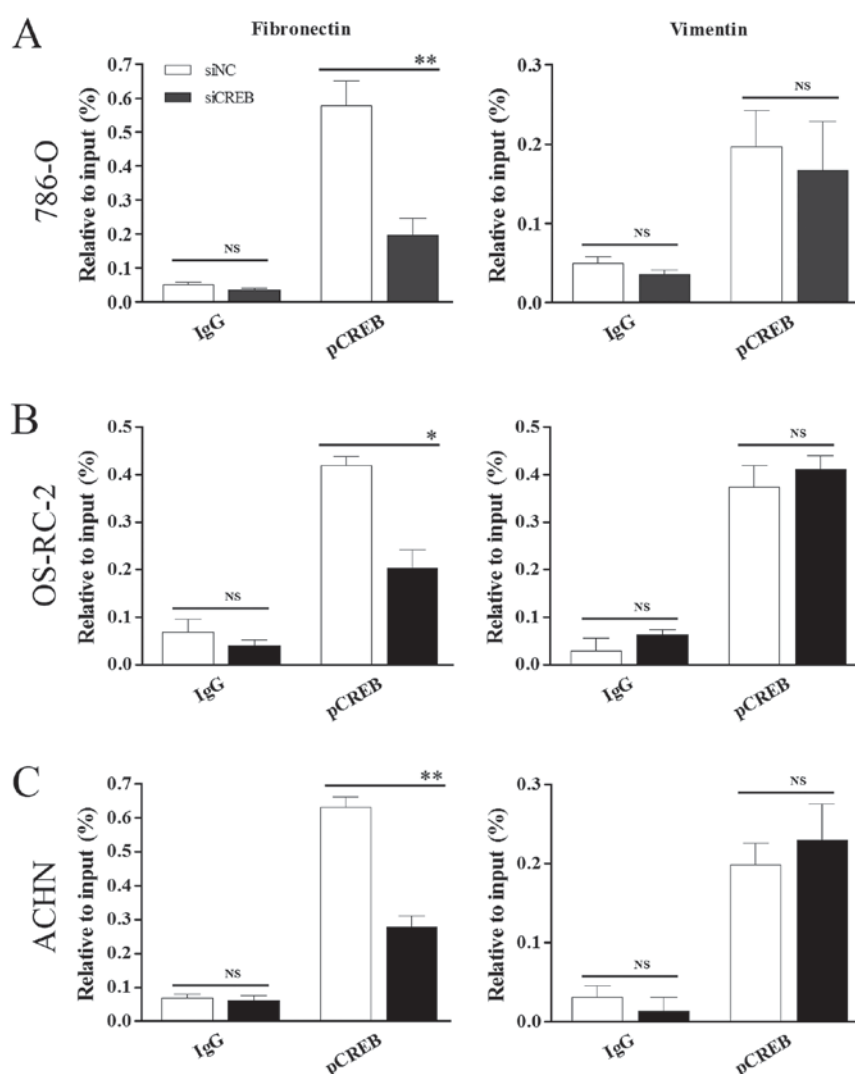 A
Fibronectin
Vimentin
786-O
Relative to input (%)
0.7
0.6
0.5
0.4
0.3
0.2
0.1
0.0
siNC
siCREB
NS
**
IgG
pCREB
Relative to input (%)
0.3
0.2
0.1
0.0
NS
NS
IgG
pCREB
B
OS-RC-2
Relative to input (%)
0.5
0.4
0.3
0.2
0.1
0.0
NS
*
IgG
pCREB
Relative to input (%)
0.5
0.4
0.3
0.2
0.1
0.0
NS
NS
IgG
pCREB
C
ACHN
Relative to input (%)
0.7
0.6
0.5
0.4
0.3
0.2
0.1
0.0
NS
**
IgG
pCREB
Relative to input (%)
0.3
0.2
0.1
0.0
NS
NS
IgG
pCREB